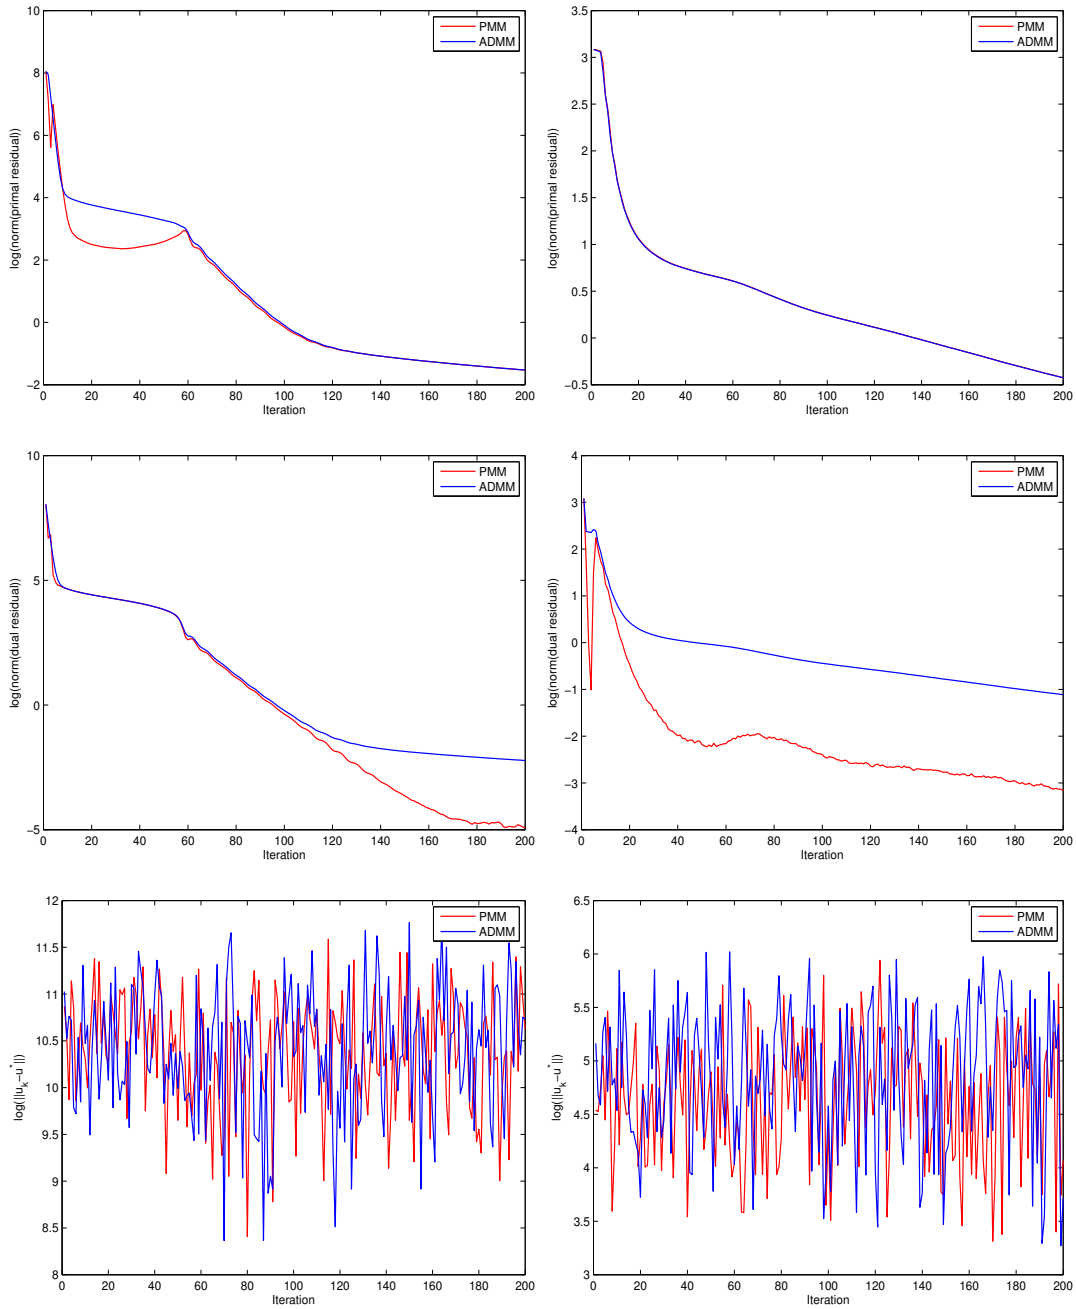 10
8
6
4
2
0
−2
log(norm(primal residual))
0 20 40 60 80 100 120 140 160 180 200
Iteration
PMM
ADMM
3.5
3
2.5
2
1.5
1
0.5
0
−0.5
log(norm(primal residual))
0 20 40 60 80 100 120 140 160 180 200
Iteration
PMM
ADMM
10
5
0
−5
log(norm(dual residual))
0 20 40 60 80 100 120 140 160 180 200
Iteration
PMM
ADMM
4
3
2
1
0
−1
−2
−3
−4
log(norm(dual residual))
0 20 40 60 80 100 120 140 160 180 200
Iteration
PMM
ADMM
12
11.5
11
10.5
10
9.5
9
8.5
8
log(||u_k−u^*||)
0 20 40 60 80 100 120 140 160 180 200
Iteration
PMM
ADMM
6.5
6
5.5
5
4.5
4
3.5
3
log(||u_k−u^*||)
0 20 40 60 80 100 120 140 160 180 200
Iteration
PMM
ADMM